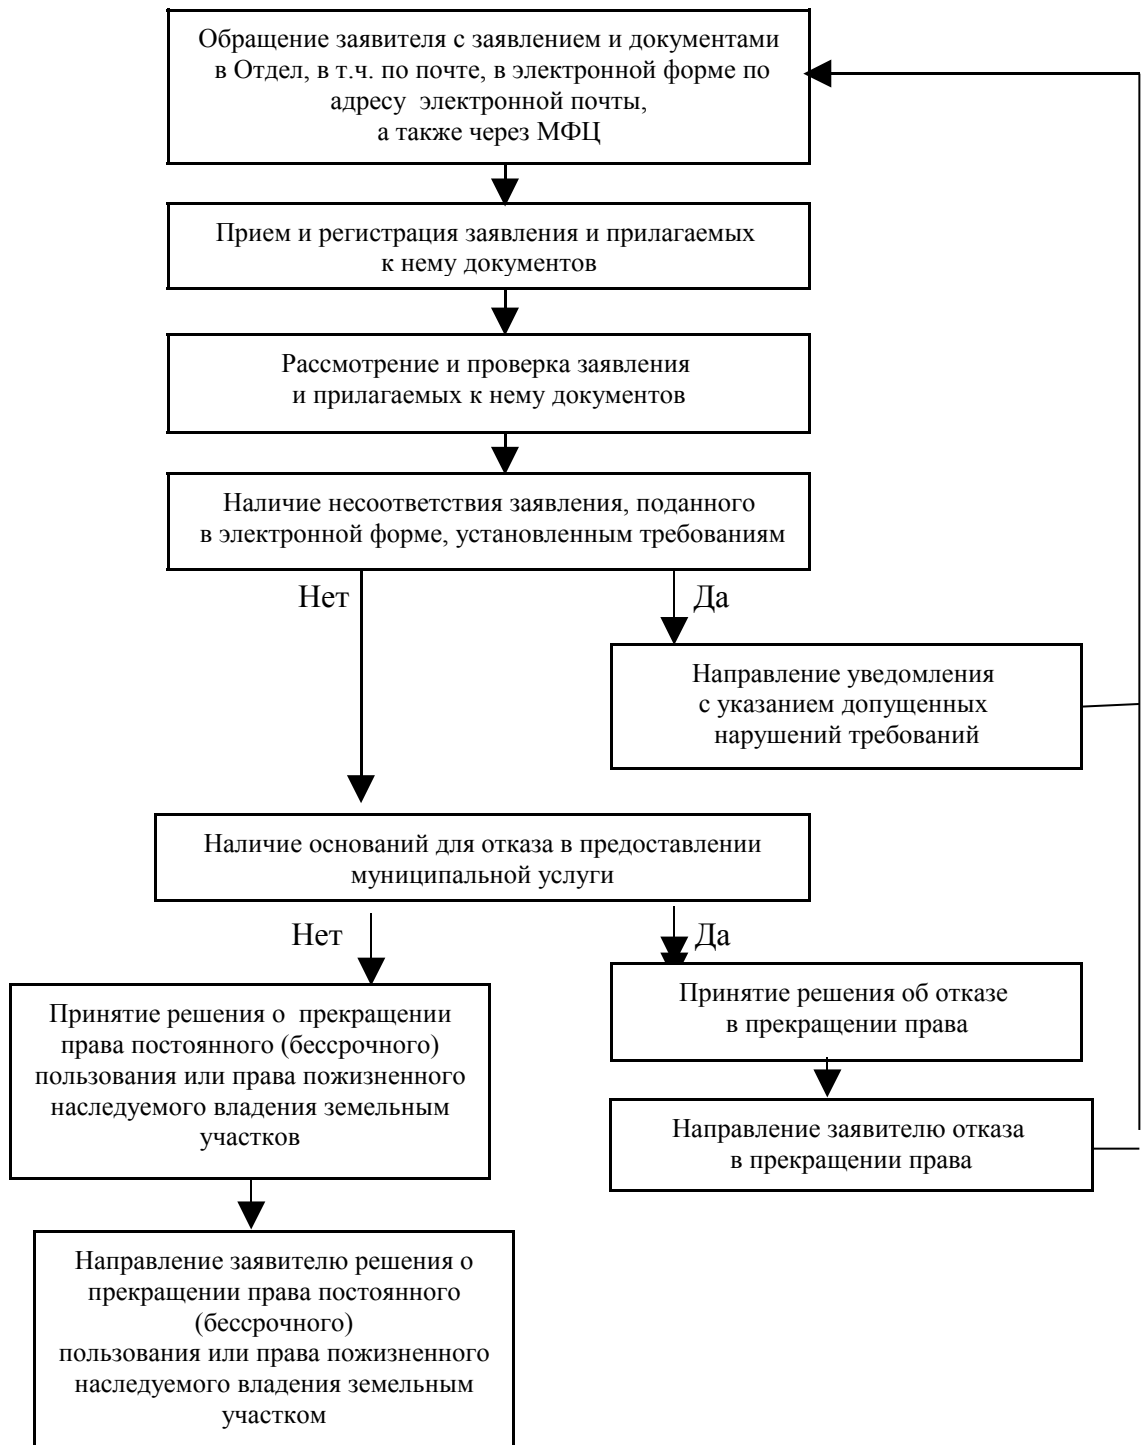 Обращение заявителя с заявлением и документами
в Отдел, в т.ч. по почте, в электронной форме по
адресу электронной почты,
а также через МФЦ
Прием и регистрация заявления и прилагаемых
к нему документов
Рассмотрение и проверка заявления
и прилагаемых к нему документов
Наличие несоответствия заявления, поданного
в электронной форме, установленным требованиям
Нет
Да
Направление уведомления
с указанием допущенных
нарушений требований
Наличие оснований для отказа в предоставлении
муниципальной услуги
Нет
Да
Принятие решения о прекращении
права постоянного (бессрочного)
пользования или права пожизненного
наследуемого владения земельным
участков
Принятие решения об отказе
в прекращении права
Направление заявителю отказа
в прекращении права
Направление заявителю решения о
прекращении права постоянного
(бессрочного)
пользования или права пожизненного
наследуемого владения земельным
участком